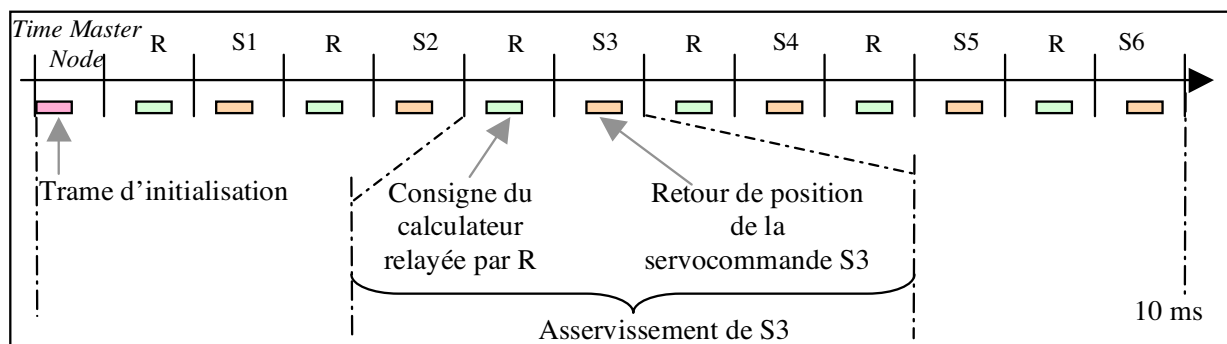 Time Master
Node
R S1 R S2 R S3 R S4 R S5 R S6
Trame d’initialisation
Consigne du
calculateur
relayée par R
Retour de position
de la
servocommande S3
10 ms
Asservissement de S3